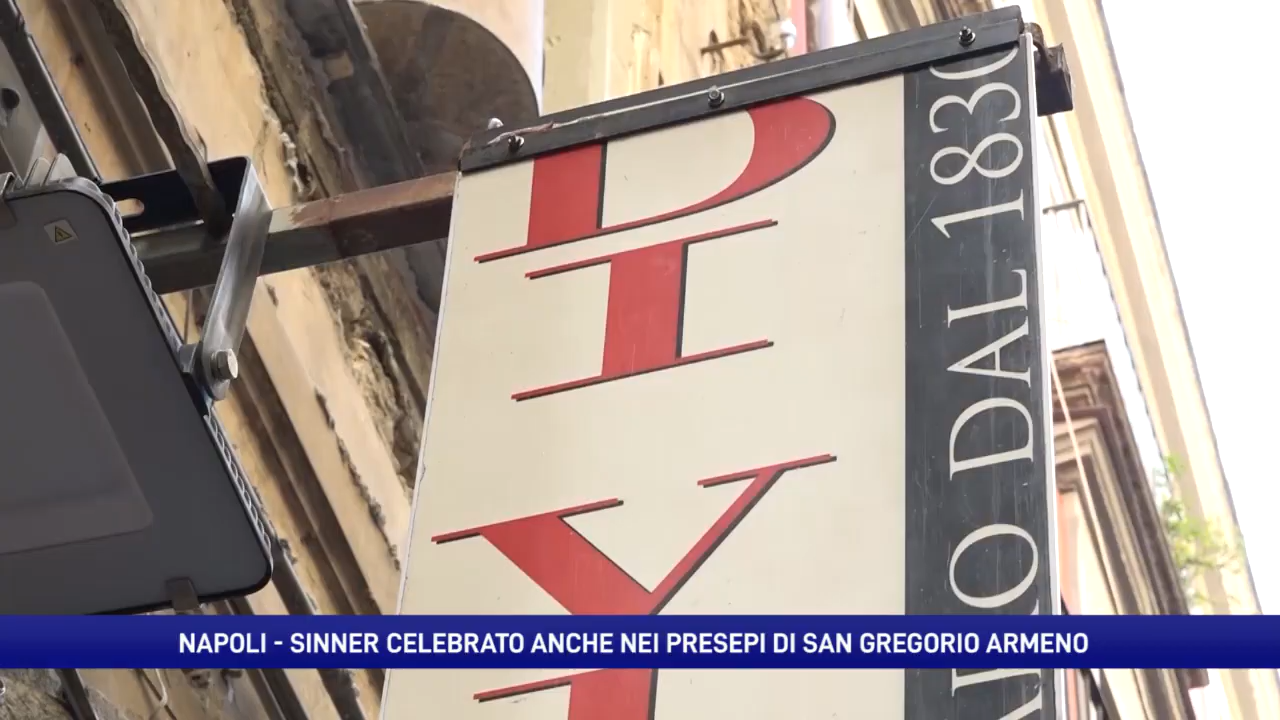 D
I
V
I
DAL 1830
NAPOLI - SINNER CELEBRATO ANCHE NEI PRESEPI DI SAN GREGORIO ARMENO